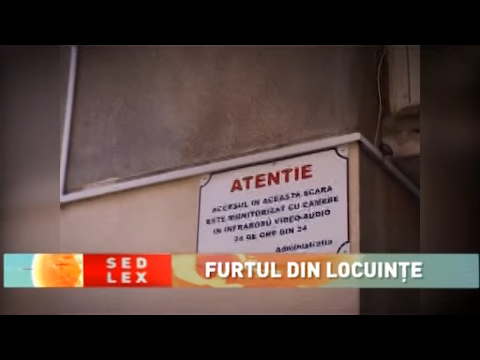 ATENTIE
ACCESUL IN ACEASTA SCARA
ESTE MONITORIZAT CU CAMERE
IN INFRAROSU VIDEO-AUDIO
24 DE ORE DIN 24
Administratia
SED
LEX
FURTUL DIN LOCUINȚE